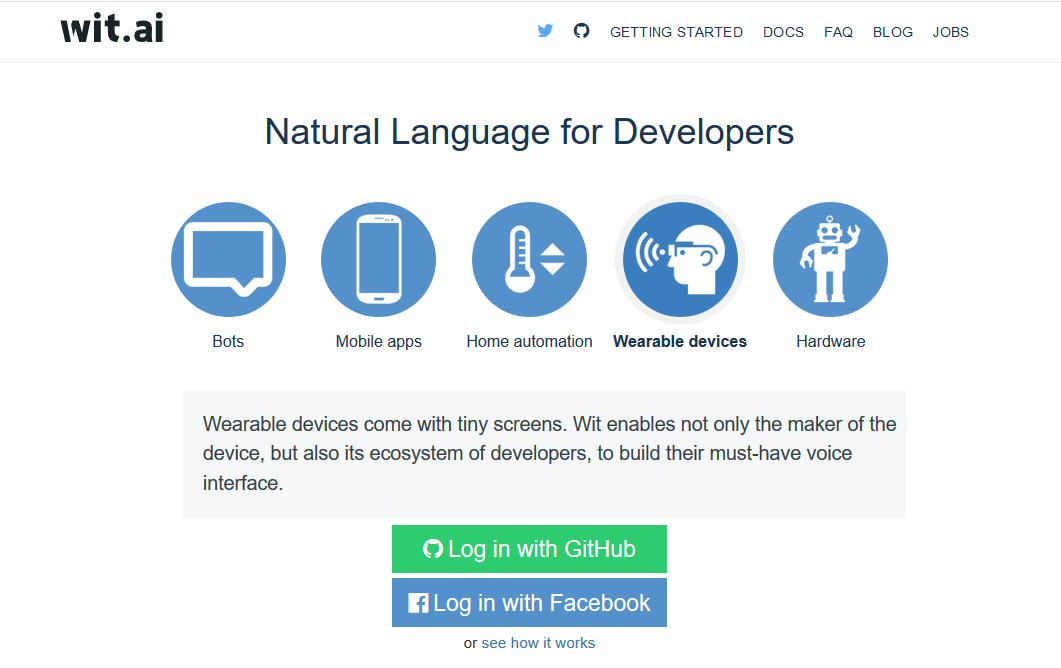 wit.ai
GETTING STARTED DOCS FAQ BLOG JOBS
Natural Language for Developers
Bots Mobile apps Home automation Wearable devices Hardware
Wearable devices come with tiny screens. Wit enables not only the maker of the
device, but also its ecosystem of developers, to build their must-have voice
interface.
Log in with GitHub
Log in with Facebook
or see how it works